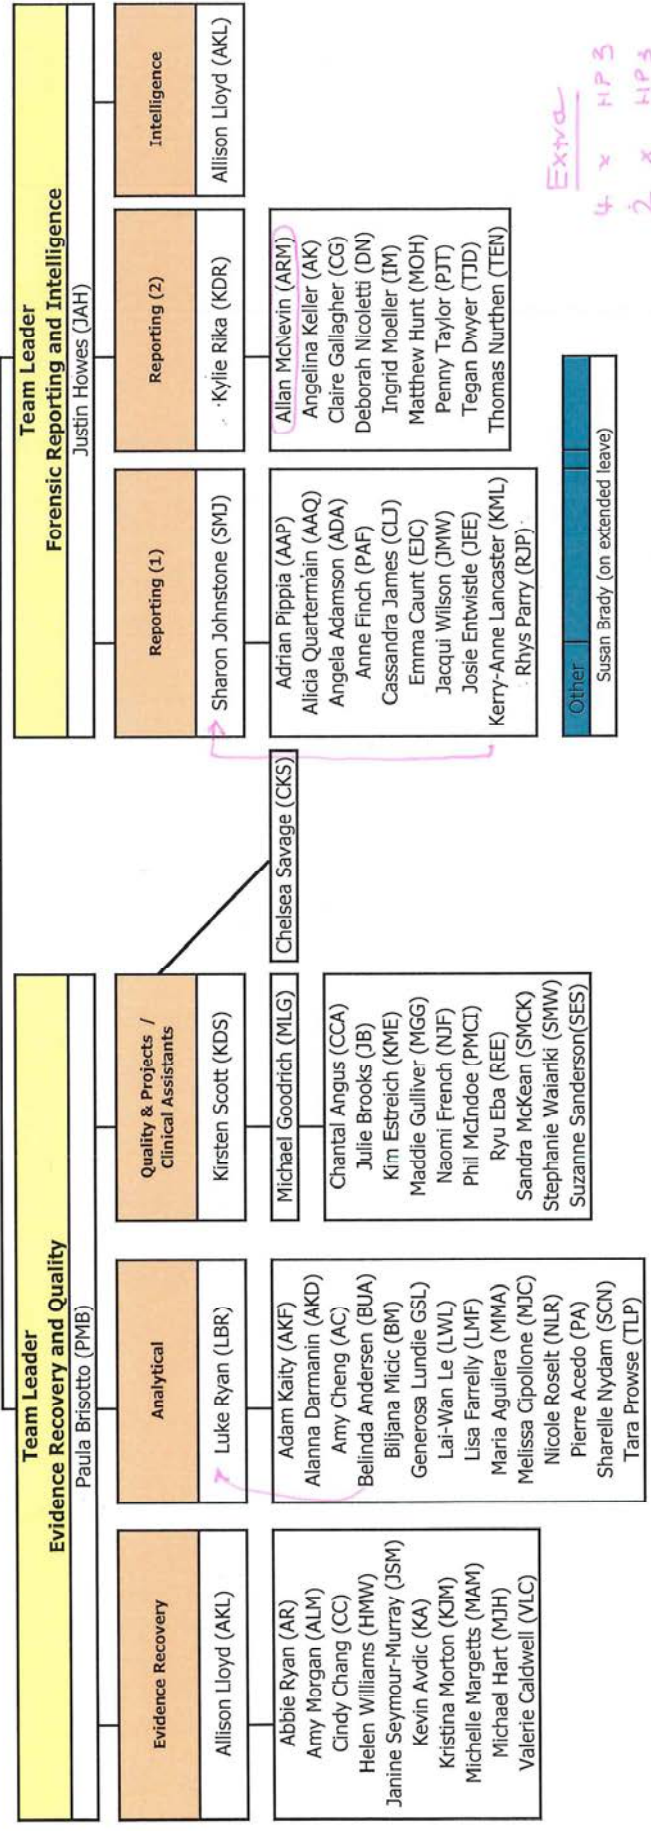 Team Leader
Evidence Recovery and Quality
Paula Brisotto (PMB)
Evidence Recovery
Allison Lloyd (AKL)
Abbie Ryan (AR)
Amy Morgan (ALM)
Cindy Chang (CC)
Helen Williams (HMW)
Janine Seymour-Murray (JSM)
Kevin Avdic (KA)
Kristina Morton (KJM)
Michelle Margetts (MAM)
Michael Hart (MJH)
Valerie Caldwell (VLC)
Analytical
Luke Ryan (LBR)
Adam Kaity (AKF)
Alanna Darmanin (AKD)
Amy Cheng (AC)
Belinda Andersen (BUA)
Biljana Micic (BM)
Generosa Lundie GSL)
Lai-Wan Le (LWL)
Lisa Farrelly (LMF)
Maria Aguilera (MMA)
Melissa Cipollone (MJC)
Nicole Roselt (NLR)
Pierre Acedo (PA)
Sharelle Nydam (SCN)
Tara Prowse (TLP)
Quality & Projects /
Clinical Assistants
Kirsten Scott (KDS)
Michael Goodrich (MLG)
Chelsea Savage (CKS)
Chantal Angus (CCA)
Julie Brooks (JB)
Kim Estreich (KME)
Maddie Gulliver (MGG)
Naomi French (NJF)
Phil McIndoe (PMCI)
Ryu Eba (REE)
Sandra McKean (SMCK)
Stephanie Waiariki (SMW)
Suzanne Sanderson(SES)
Team Leader
Forensic Reporting and Intelligence
Justin Howes (JAH)
Reporting (1)
Sharon Johnstone (SMJ)
Adrian Pippia (AAP)
Alicia Quartermain (AAQ)
Angela Adamson (ADA)
Anne Finch (PAF)
Cassandra James (CLJ)
Emma Caunt (EJC)
Jacqui Wilson (JMW)
Josie Entwistle (JEE)
Kerry-Anne Lancaster (KML)
Rhys Parry (RJP)
Reporting (2)
Kylie Rika (KDR)
Allan McNevin (ARM)
Angelina Keller (AK)
Claire Gallagher (CG)
Deborah Nicoletti (DN)
Ingrid Moeller (IM)
Matthew Hunt (MOH)
Penny Taylor (PJT)
Tegan Dwyer (TJD)
Thomas Nurthen (TEN)
Intelligence
Allison Lloyd (AKL)
Other
Susan Brady (on extended leave)
Extra
4 x HP3
2 x HP3